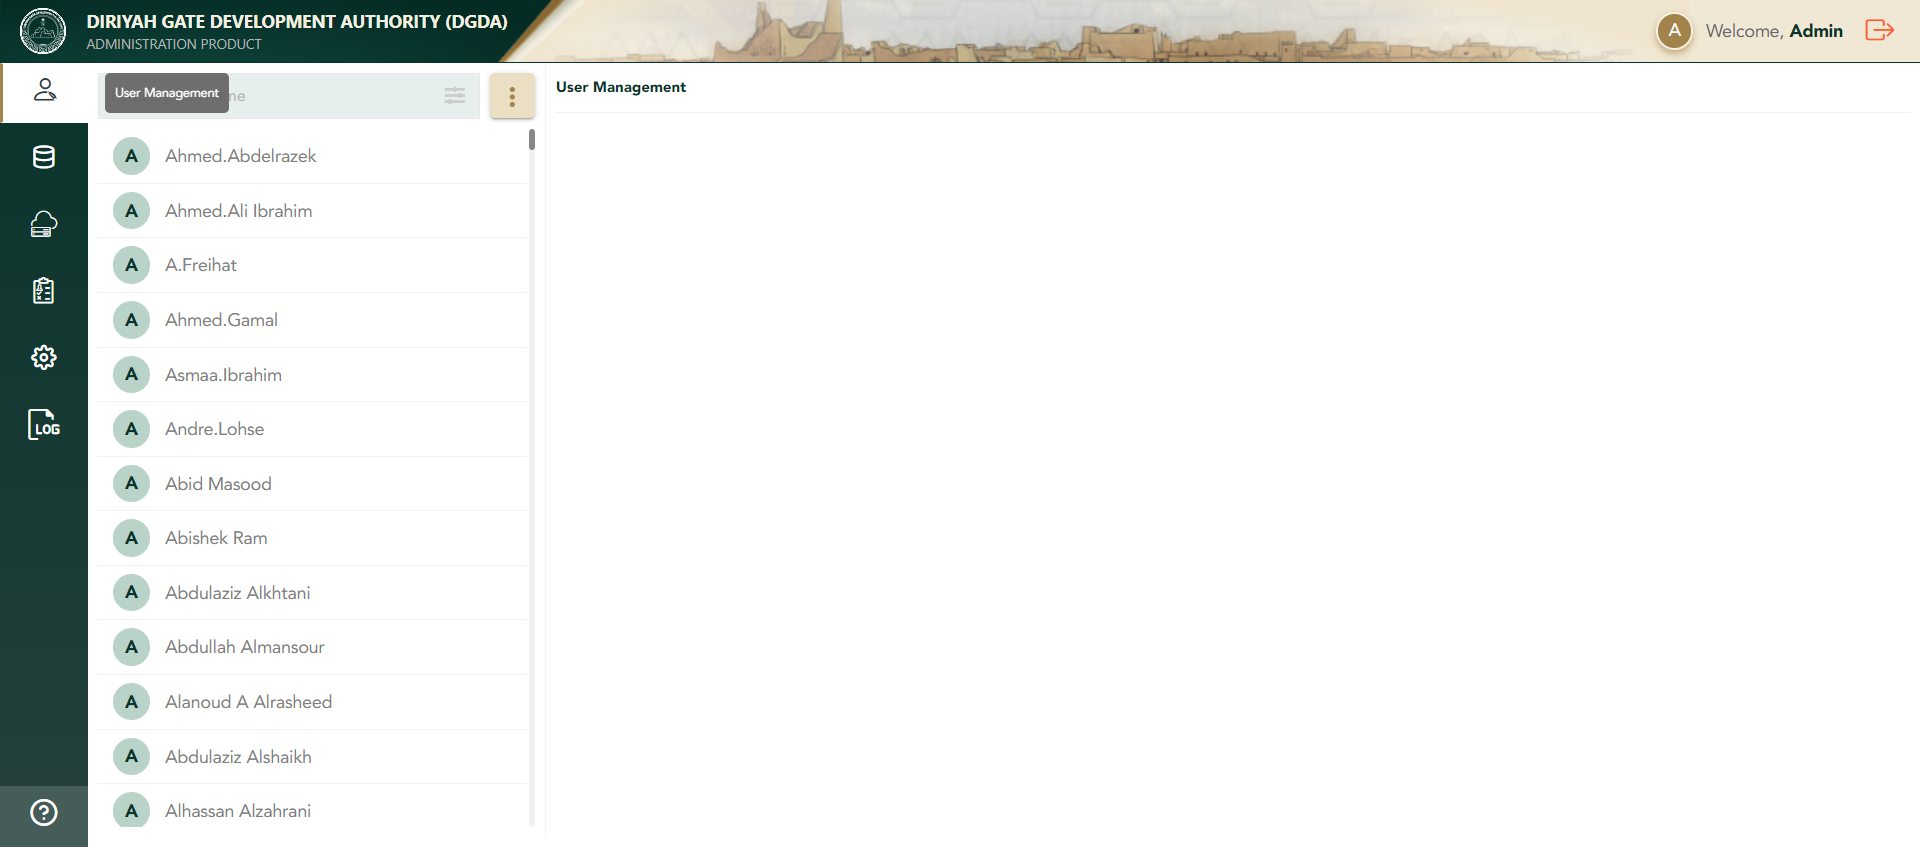 DIRIYAH GATE DEVELOPMENT AUTHORITY (DGDA)
ADMINISTRATION PRODUCT
A
Welcome, Admin
User Management
User Management
A Ahmed.Abdelrazek
A Ahmed.Ali Ibrahim
A A.Freihat
A Ahmed.Gamal
A Asmaa.Ibrahim
A Andre.Lohse
A Abid Masood
A Abishek Ram
A Abdulaziz Alkhtani
A Abdullah Almansour
A Alanoud A Alrasheed
A Abdulaziz Alshaikh
A Alhassan Alzahrani
LOG
?